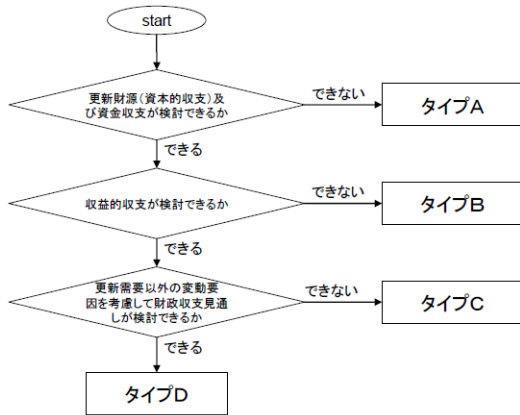 start
更新財源（資本的収支）及
び資金収支が検討できるか
できない
タイプA
できる
収益的収支が検討できるか
できない
タイプB
できる
更新需要以外の変動要
因を考慮して財政収支見通
しが検討できるか
できない
タイプC
できる
タイプD